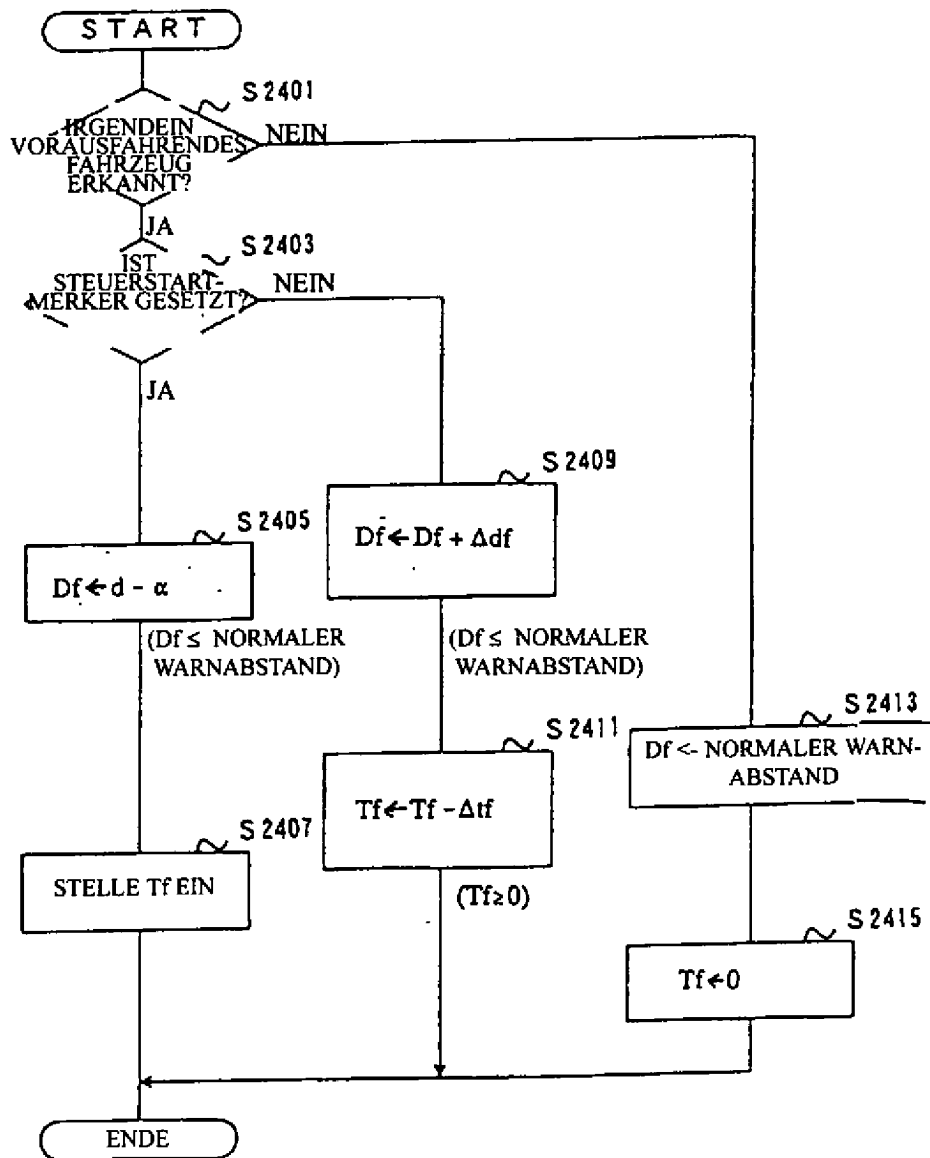 START
S2401
IRGENDEIN
VORAUSFAHRENDES
FAHRZEUG
ERKANNT?
NEIN
JA
S2403
IST
STEUERSTART-
MERKER GESETZT?
NEIN
JA
S2409
Df ← Df + Δdf
S2405
Df ← d - α
(Df ≤ NORMALER
WARNABSTAND)
(Df ≤ NORMALER
WARNABSTAND)
S2413
Df <- NORMALER WARN-
ABSTAND
S2411
Tf ← Tf - Δtf
S2407
STELLE Tf EIN
(Tf≥0)
S2415
Tf ← 0
ENDE